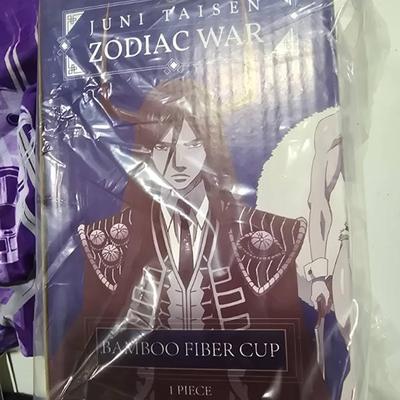 JUNI TAISEN
ZODIAC WAR
BAMBOO FIBER CUP
1 PIECE